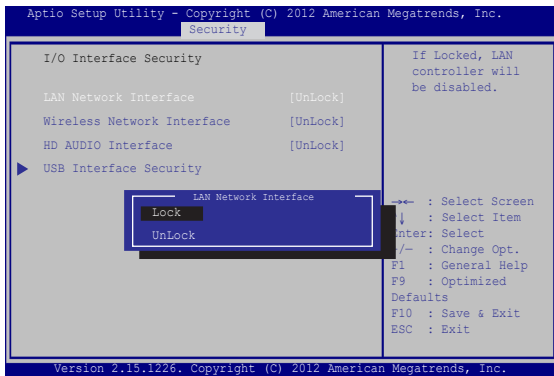 Aptio Setup Utility - Copyright (C) 2012 American Megatrends, Inc.
Security
I/O Interface Security
LAN Network Interface [UnLock]
Wireless Network Interface [UnLock]
HD AUDIO Interface [UnLock]
USB Interface Security
LAN Network Interface
Lock
UnLock
If Locked, LAN
controller will
be disabled.
→← : Select Screen
↓ : Select Item
nter: Select
/— : Change Opt.
F1 : General Help
F9 : Optimized
Defaults
F10 : Save & Exit
ESC : Exit
Version 2.15.1226. Copyright (C) 2012 American Megatrends, Inc.